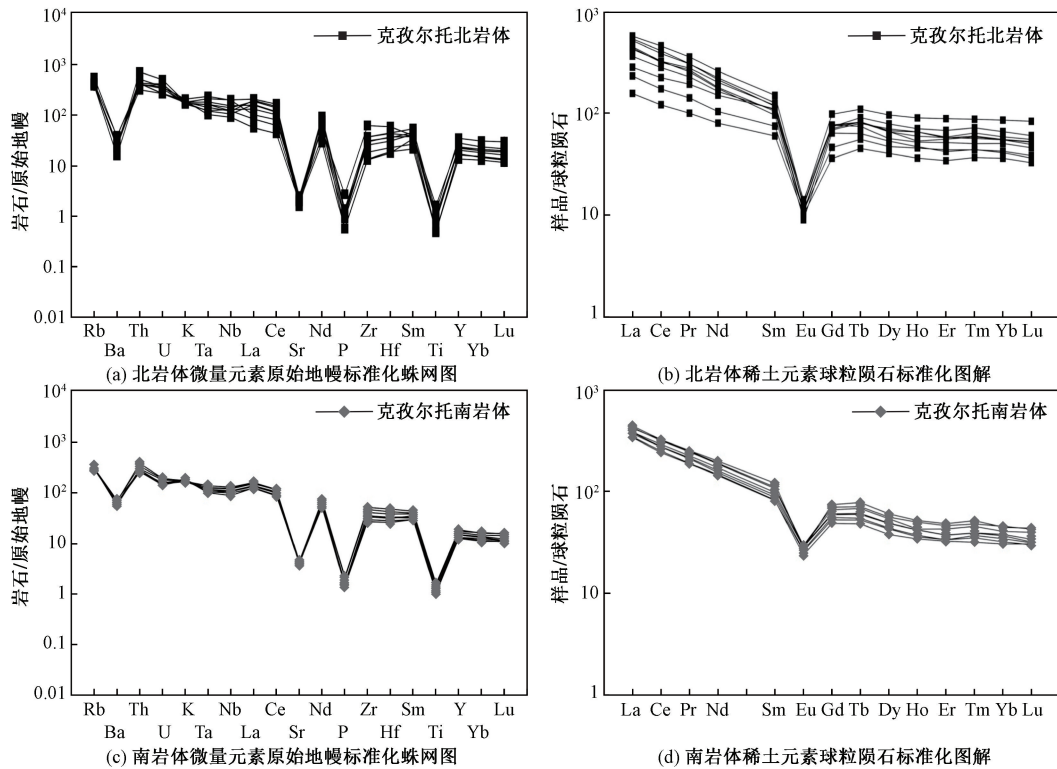 10⁴
10³
10²
10
1
0.1
0.01
岩石/原始地幔
克孜尔托北岩体
Rb Th K Nb Ce Nd Zr Sm Y Lu
Ba U Ta La Sr P Hf Ti Yb
(a) 北岩体微量元素原始地幔标准化蛛网图
10³
10²
10
1
样品/球粒陨石
克孜尔托北岩体
La Ce Pr Nd Sm Eu Gd Tb Dy Ho Er Tm Yb Lu
(b) 北岩体稀土元素球粒陨石标准化图解
10⁴
10³
10²
10
1
0.1
0.01
岩石/原始地幔
克孜尔托南岩体
Rb Th K Nb Ce Nd Zr Sm Y Lu
Ba U Ta La Sr P Hf Ti Yb
(c) 南岩体微量元素原始地幔标准化蛛网图
10³
10²
10
1
样品/球粒陨石
克孜尔托南岩体
La Ce Pr Nd Sm Eu Gd Tb Dy Ho Er Tm Yb Lu
(d) 南岩体稀土元素球粒陨石标准化图解